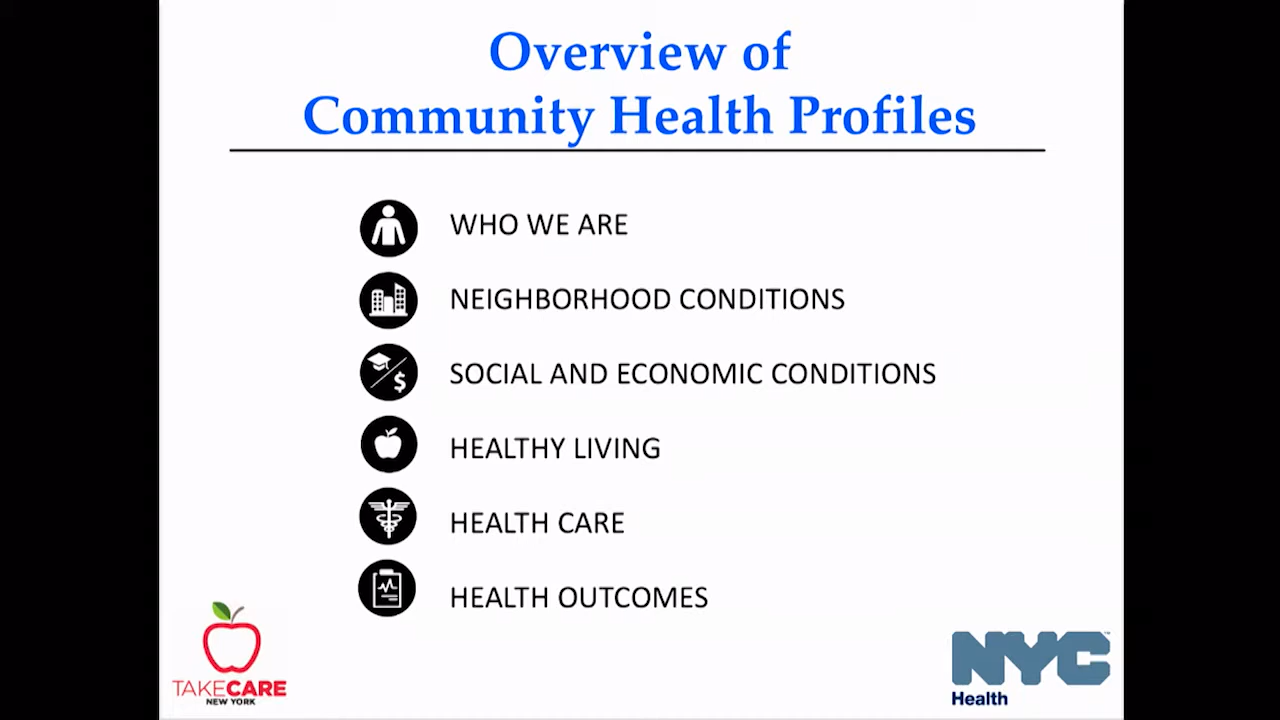 Overview of
Community Health Profiles
WHO WE ARE
NEIGHBORHOOD CONDITIONS
SOCIAL AND ECONOMIC CONDITIONS
$
HEALTHY LIVING
HEALTH CARE
HEALTH OUTCOMES
TAKECARE
NEW YORK
NYC™
Health